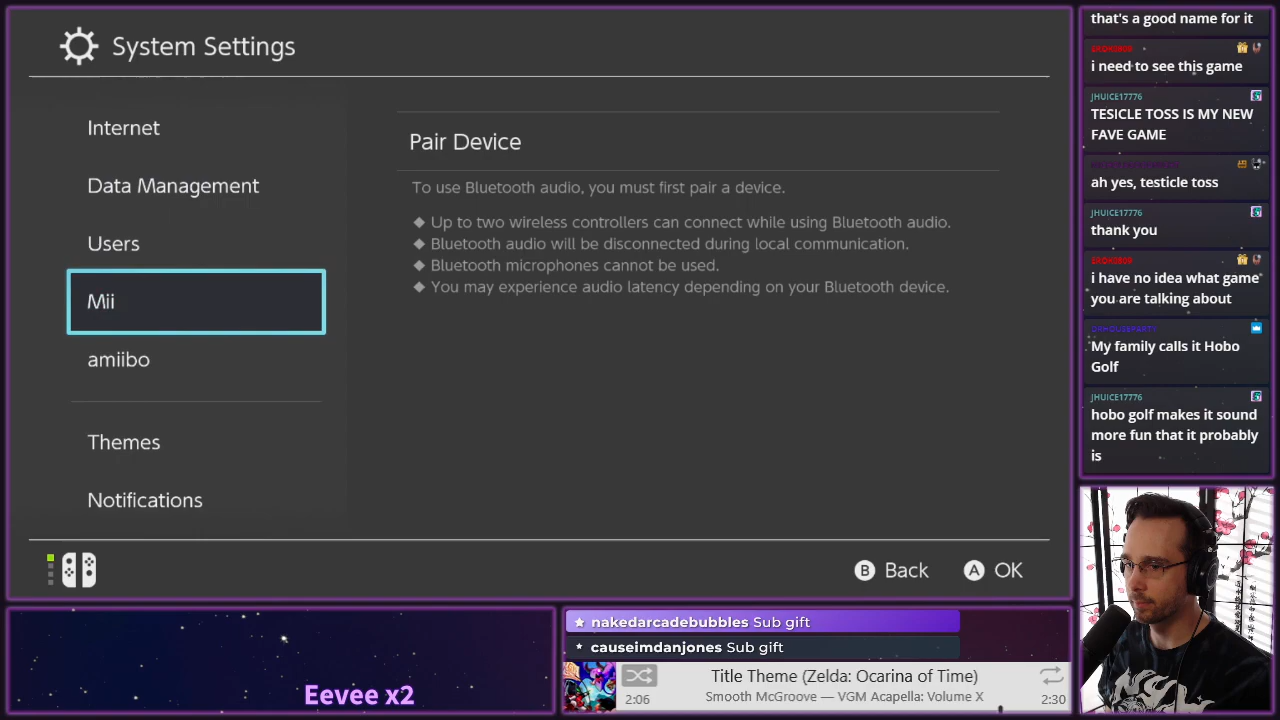 System Settings
Internet
Data Management
Users
Mii
amiibo
Themes
Notifications
Pair Device
To use Bluetooth audio, you must first pair a device.
◆ Up to two wireless controllers can connect while using Bluetooth audio.
◆ Bluetooth audio will be disconnected during local communication.
◆ Bluetooth microphones cannot be used.
◆ You may experience audio latency depending on your Bluetooth device.
B Back
A OK
that's a good name for it
i need to see this game
JHUICE17776
TESICLE TOSS IS MY NEW
FAVE GAME
ah yes, testicle toss
JHUICE17776
thank you
i have no idea what game
you are talking about
My family calls it Hobo
Golf
JHUICE17776
hobo golf makes it sound
more fun that it probably
is
Eevee x2
nakedarcadebubbles Sub gift
causeimdanjones Sub gift
Title Theme (Zelda: Ocarina of Time)
Smooth McGroove — VGM Acapella: Volume X
2:06
2:30